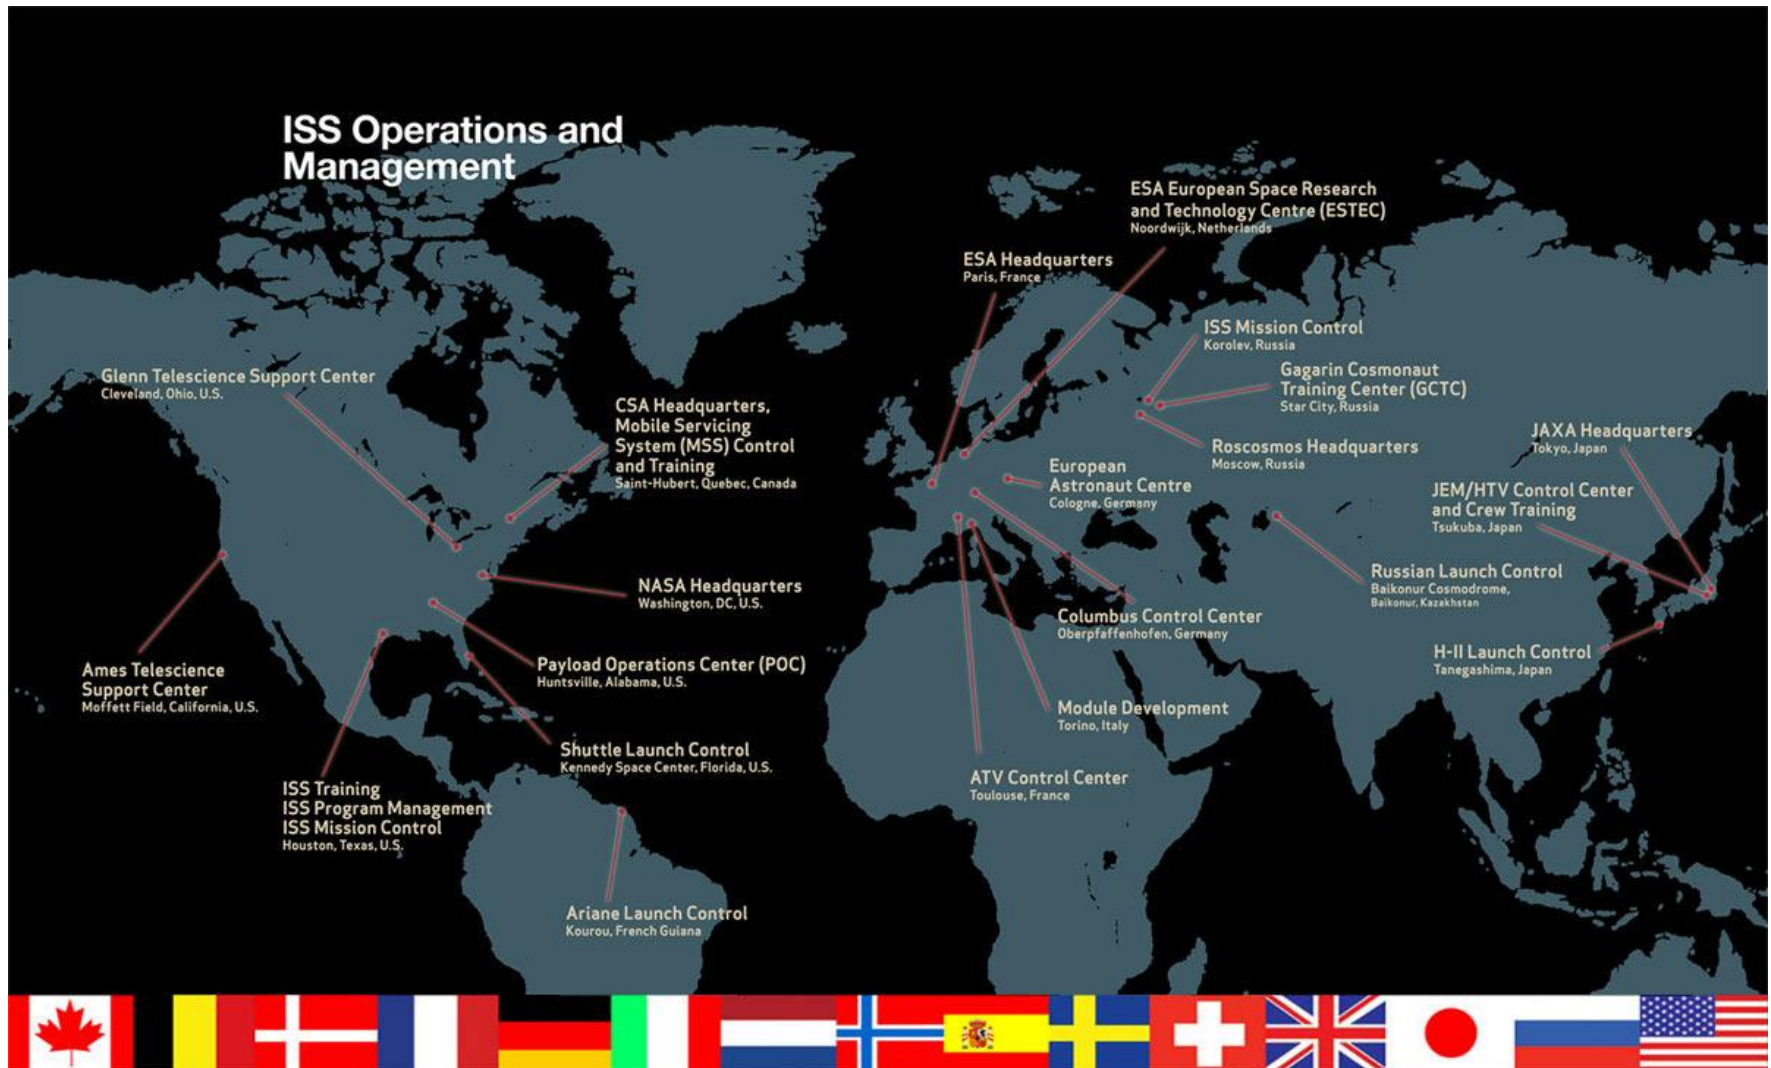 ISS Operations and
Management
ESA European Space Research
and Technology Centre (ESTEC)
Noordwijk, Netherlands
ESA Headquarters
Paris, France
ISS Mission Control
Korolev, Russia
Gagarin Cosmonaut
Training Center (GCTC)
Star City, Russia
Glenn Telescience Support Center
Cleveland, Ohio, U.S.
CSA Headquarters,
Mobile Servicing
System (MSS) Control
and Training
Saint-Hubert, Quebec, Canada
Roscosmos Headquarters
Moscow, Russia
JAXA Headquarters
Tokyo, Japan
European
Astronaut Centre
Cologne, Germany
JEM/HTV Control Center
and Crew Training
Tsukuba, Japan
NASA Headquarters
Washington, DC, U.S.
Russian Launch Control
Baikonur Cosmodrome,
Baikonur, Kazakhstan
Columbus Control Center
Oberpfaffenhofen, Germany
H-II Launch Control
Tanegashima, Japan
Ames Telescience
Support Center
Moffett Field, California, U.S.
Payload Operations Center (POC)
Huntsville, Alabama, U.S.
Module Development
Torino, Italy
Shuttle Launch Control
Kennedy Space Center, Florida, U.S.
ATV Control Center
Toulouse, France
ISS Training
ISS Program Management
ISS Mission Control
Houston, Texas, U.S.
Ariane Launch Control
Kourou, French Guiana